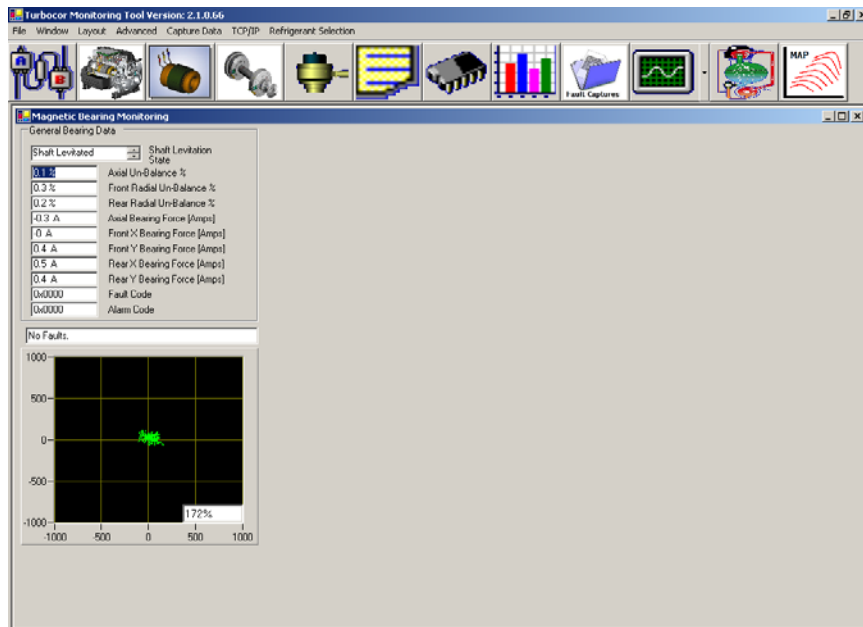 Turbocor Monitoring Tool Version: 2.1.0.66
File Window Layout Advanced Capture Data TCP/IP Refrigerant Selection
A
B
Fault Captures
MAP
Magnetic Bearing Monitoring
General Bearing Data
Shaft Levitated Shaft Levitation State
0.1 % Axial Un-Balance %
0.3 % Front Radial Un-Balance %
0.2 % Rear Radial Un-Balance %
-0.3 A Axial Bearing Force [Amps]
-0 A Front X Bearing Force [Amps]
0.4 A Front Y Bearing Force [Amps]
0.5 A Rear X Bearing Force [Amps]
0.4 A Rear Y Bearing Force [Amps]
0x0000 Fault Code
0x0000 Alarm Code
No Faults.
1000
500
0
-500
-1000
172%
-1000 -500 0 500 1000